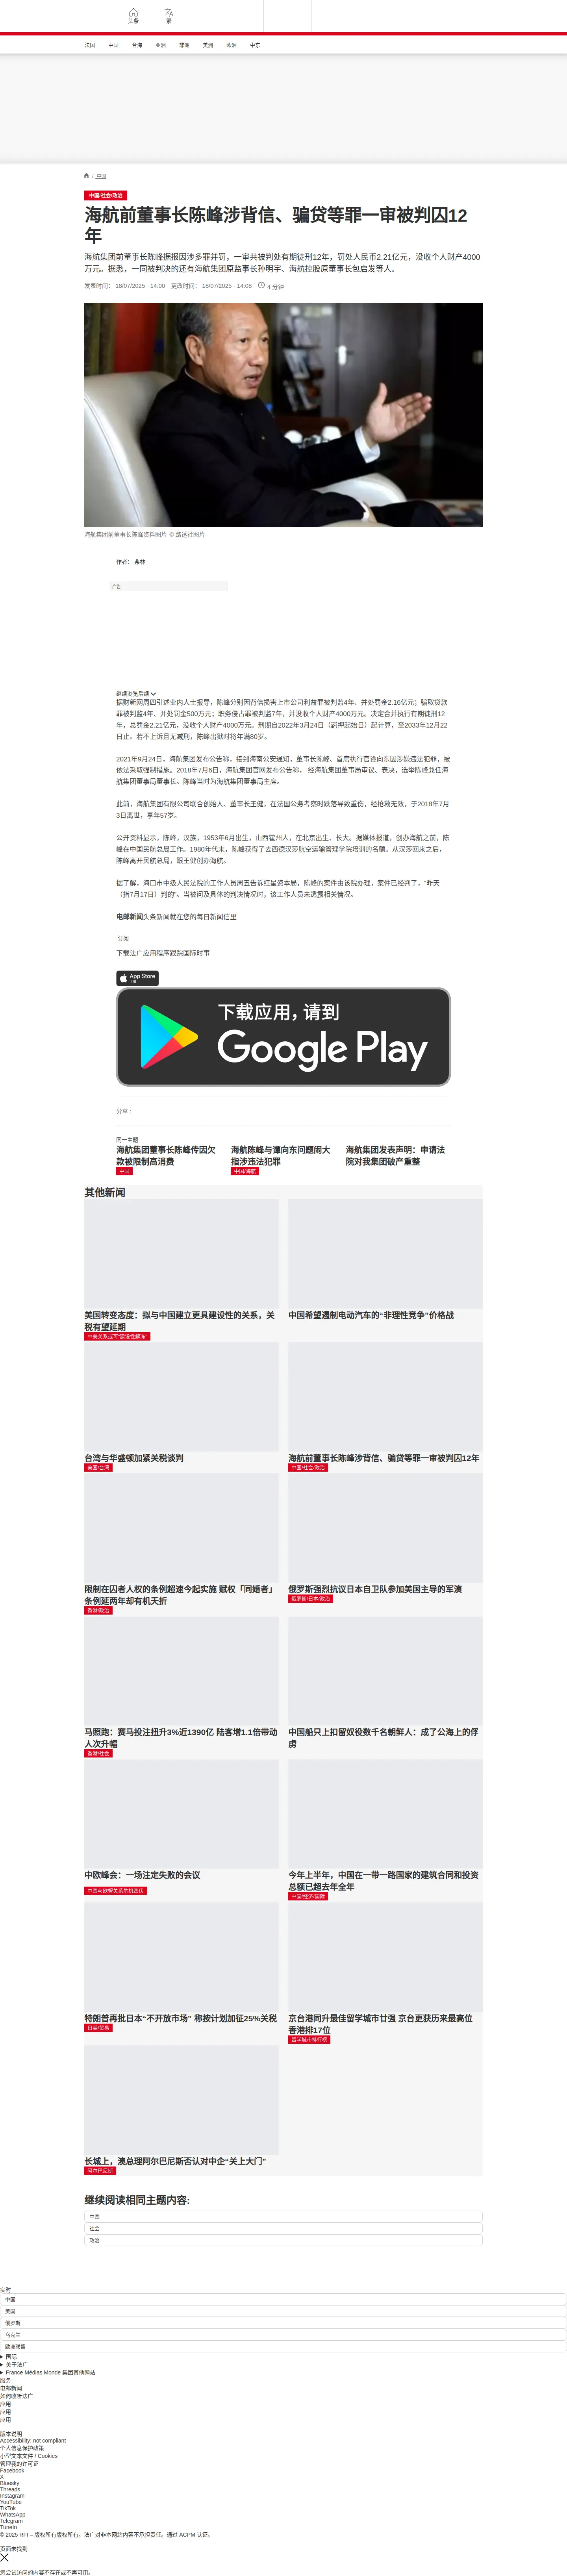 头条
繁
法国
中国
台海
亚洲
非洲
美洲
欧洲
中东
/ 中国
中国/社会/政治
海航前董事长陈峰涉背信、骗贷等罪一审被判囚12
年
海航集团前董事长陈峰据报因涉多罪并罚，一审共被判处有期徒刑12年，罚处人民币2.21亿元，没收个人财产4000
万元。据悉，一同被判决的还有海航集团原监事长孙明宇、海航控股原董事长包启发等人。
发表时间： 18/07/2025 - 14:00 更改时间： 18/07/2025 - 14:08 4 分钟
海航集团前董事长陈峰资料图片 © 路透社图片
作者： 弗林
广告
继续浏览后续
据财新网周四引述业内人士报导，陈峰分别因背信损害上市公司利益罪被判监4年、并处罚金2.16亿元；骗取贷款
罪被判监4年、并处罚金500万元；职务侵占罪被判监7年，并没收个人财产4000万元。决定合并执行有期徒刑12
年，总罚金2.21亿元，没收个人财产4000万元。刑期自2022年3月24日（羁押起始日）起计算，至2033年12月22
日止。若不上诉且无减刑，陈峰出狱时将年满80岁。
2021年9月24日，海航集团发布公告称，接到海南公安通知，董事长陈峰、首席执行官谭向东因涉嫌违法犯罪，被
依法采取强制措施。2018年7月6日，海航集团官网发布公告称， 经海航集团董事局审议、表决，选举陈峰兼任海
航集团董事局董事长。陈峰当时为海航集团董事局主席。
此前，海航集团有限公司联合创始人、董事长王健，在法国公务考察时跌落导致重伤，经抢救无效，于2018年7月
3日离世，享年57岁。
公开资料显示，陈峰，汉族，1953年6月出生，山西霍州人，在北京出生、长大。据媒体报道，创办海航之前，陈
峰在中国民航总局工作。1980年代末，陈峰获得了去西德汉莎航空运输管理学院培训的名额。从汉莎回来之后，
陈峰离开民航总局，跟王健创办海航。
据了解，海口市中级人民法院的工作人员周五告诉红星资本局，陈峰的案件由该院办理，案件已经判了，“昨天
（指7月17日）判的”。当被问及具体的判决情况时，该工作人员未透露相关情况。
电邮新闻头条新闻就在您的每日新闻信里
订阅
下载法广应用程序跟踪国际时事
App Store
下载
下载应用，请到
Google Play
分享 :
同一主题
海航集团董事长陈峰传因欠
款被限制高消费
中国
海航陈峰与谭向东问题闹大
指涉违法犯罪
中国/海航
海航集团发表声明：申请法
院对我集团破产重整
其他新闻
美国转变态度：拟与中国建立更具建设性的关系，关
税有望延期
中美关系或可“建设性解冻”
中国希望遏制电动汽车的“非理性竞争”价格战
台湾与华盛顿加紧关税谈判
美国/台湾
海航前董事长陈峰涉背信、骗贷等罪一审被判囚12年
中国/社会/政治
限制在囚者人权的条例超速今起实施 赋权「同婚者」
条例延两年却有机夭折
香港/政治
俄罗斯强烈抗议日本自卫队参加美国主导的军演
俄罗斯/日本/政治
马照跑：赛马投注扭升3%近1390亿 陆客增1.1倍带动
人次升幅
香港/社会
中国船只上扣留奴役数千名朝鲜人：成了公海上的俘
虏
中欧峰会：一场注定失败的会议
中国与欧盟关系危机四伏
今年上半年，中国在一带一路国家的建筑合同和投资
总额已超去年全年
中国/经济/国际
特朗普再批日本“不开放市场” 称按计划加征25%关税
日美/贸易
京台港同升最佳留学城市廿强 京台更获历来最高位
香港排17位
留学城市排行榜
长城上，澳总理阿尔巴尼斯否认对中企“关上大门”
阿尔巴尼斯
继续阅读相同主题内容:
中国
社会
政治
实时
中国
美国
俄罗斯
乌克兰
欧洲联盟
国际
关于法广
France Médias Monde 集团其他网站
服务
电邮新闻
如何收听法广
应用
应用
应用
版本说明
Accessibility: not compliant
个人信息保护政策
小型文本文件 / Cookies
管理我的许可证
Facebook
X
Bluesky
Threads
Instagram
YouTube
TikTok
WhatsApp
Telegram
TuneIn
© 2025 RFI – 版权所有版权所有。法广对非本网站内容不承担责任。通过 ACPM 认证。
页面未找到
您尝试访问的内容不存在或不再可用。